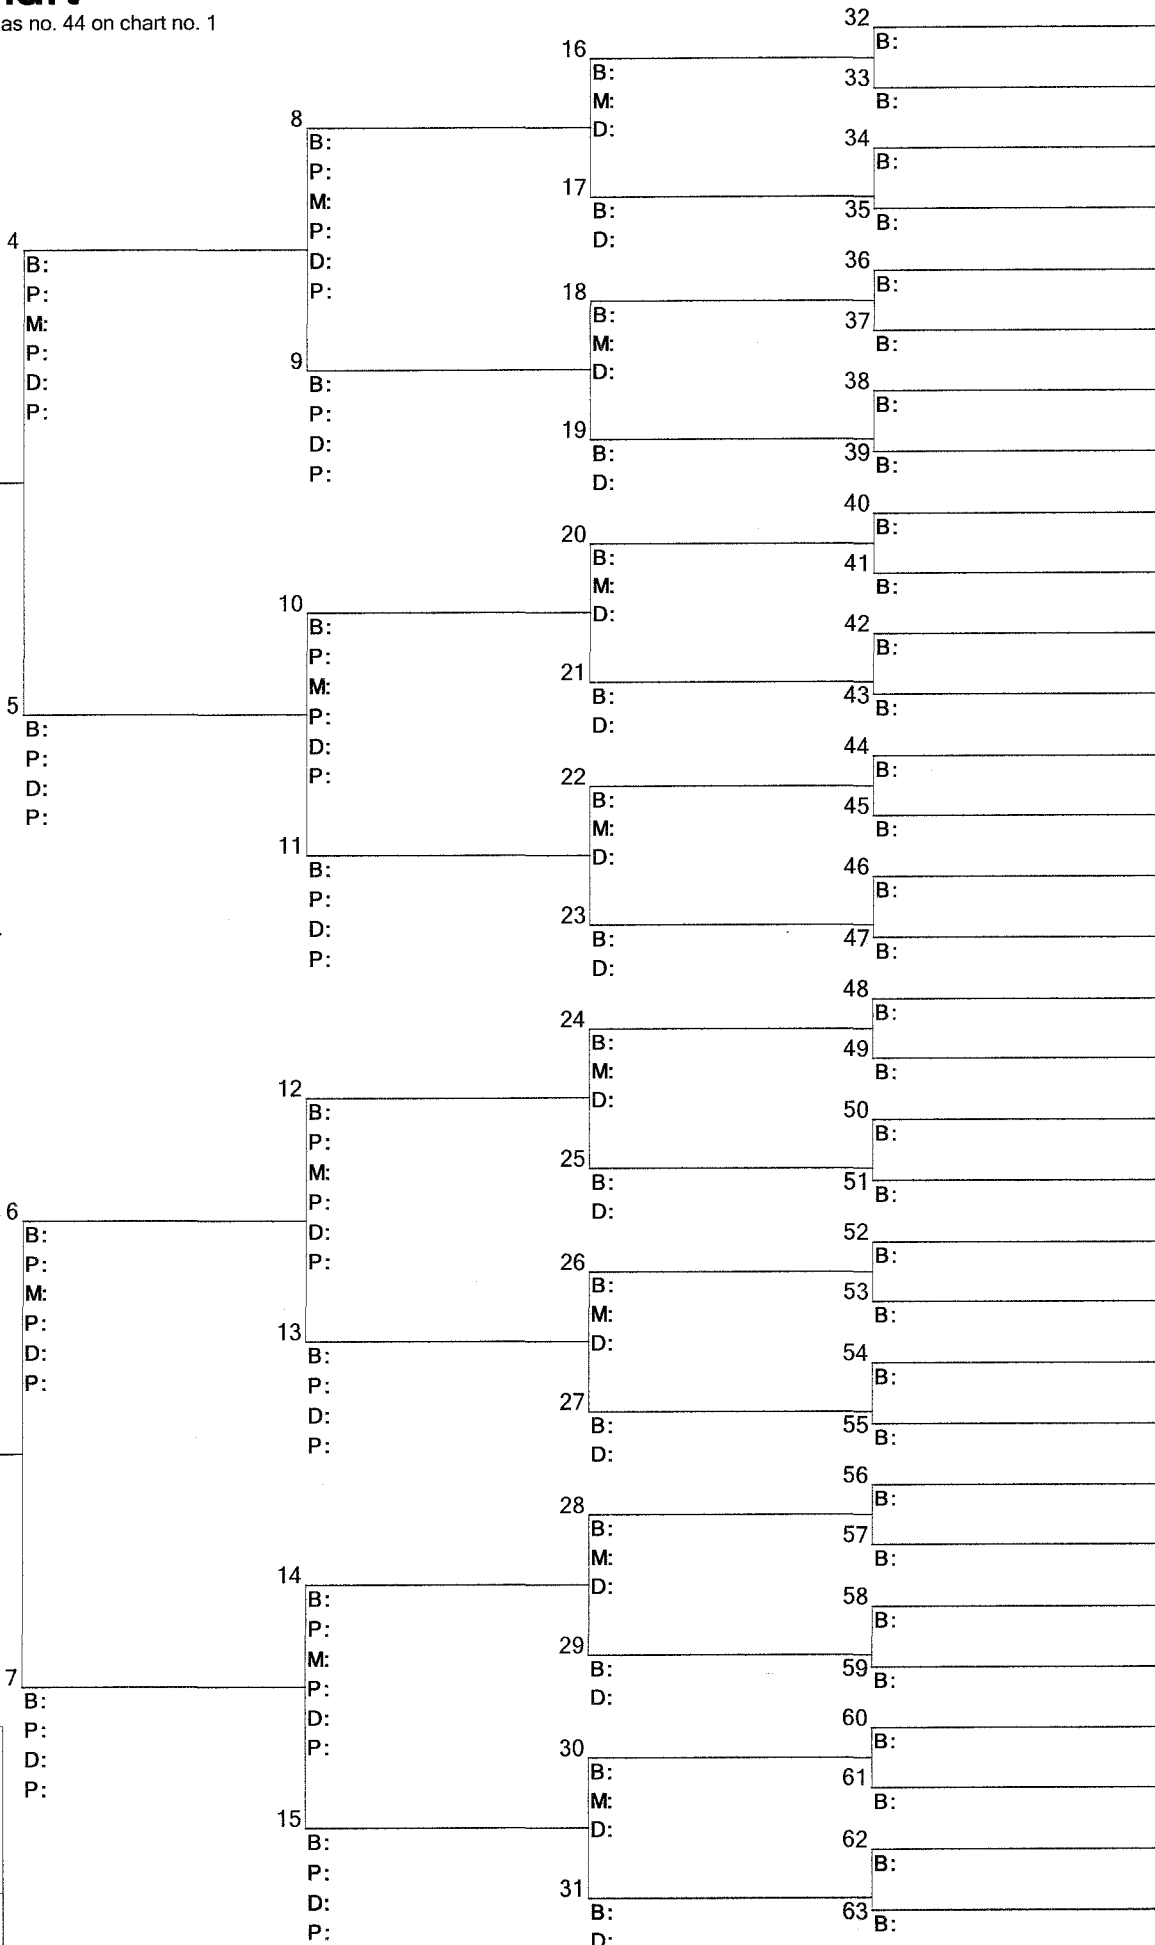 as no. 44 on chart no. 1
4
B:
P:
M:
P:
D:
P:
5
B:
P:
D:
P:
6
B:
P:
M:
P:
D:
P:
7
B:
P:
D:
P:
8
B:
P:
M:
P:
D:
P:
9
B:
P:
D:
P:
10
B:
P:
M:
P:
D:
P:
11
B:
P:
D:
P:
12
B:
P:
M:
P:
D:
P:
13
B:
P:
D:
P:
14
B:
P:
M:
P:
D:
P:
15
B:
P:
D:
P:
16
B:
M:
D:
17
B:
D:
18
B:
M:
D:
19
B:
D:
20
B:
M:
D:
21
B:
D:
22
B:
M:
D:
23
B:
D:
24
B:
M:
D:
25
B:
D:
26
B:
M:
D:
27
B:
D:
28
B:
M:
D:
29
B:
D:
30
B:
M:
D:
31
B:
D:
32
B:
33
B:
34
B:
35
B:
36
B:
37
B:
38
B:
39
B:
40
B:
41
B:
42
B:
43
B:
44
B:
45
B:
46
B:
47
B:
48
B:
49
B:
50
B:
51
B:
52
B:
53
B:
54
B:
55
B:
56
B:
57
B:
58
B:
59
B:
60
B:
61
B:
62
B:
63
B: